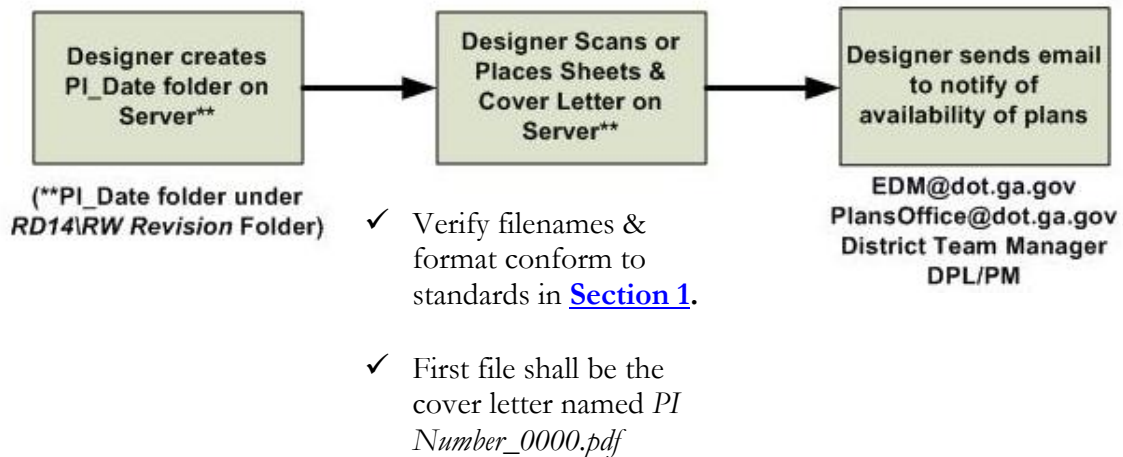 Designer creates
PI_Date folder on
Server**
(**PI_Date folder under
RD14\RW Revision Folder)
Designer Scans or
Places Sheets &
Cover Letter on
Server**
✓ Verify filenames &
format conform to
standards in Section 1.
✓ First file shall be the
cover letter named PI
Number_0000.pdf
Designer sends email
to notify of
availability of plans
EDM@dot.ga.gov
PlansOffice@dot.ga.gov
District Team Manager
DPL/PM